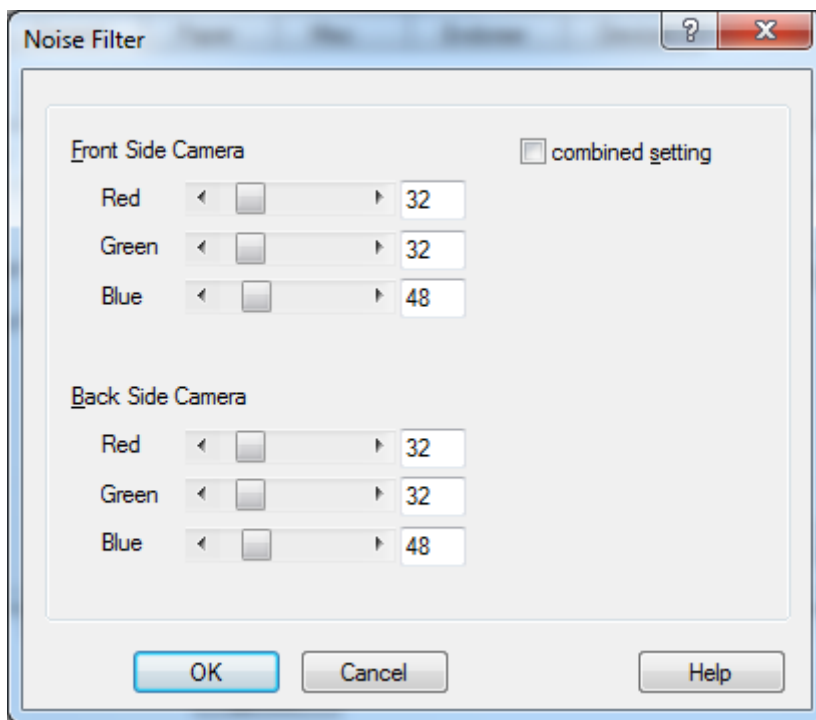 Noise Filter
Front Side Camera
combined setting
Red 32
Green 32
Blue 48
Back Side Camera
Red 32
Green 32
Blue 48
OK Cancel Help